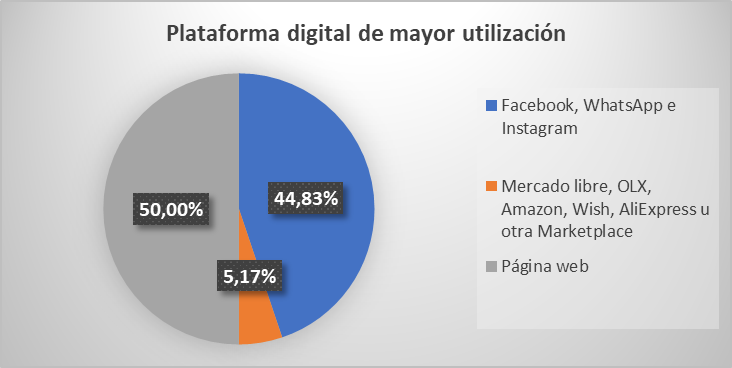 Plataforma digital de mayor utilización
50,00%
44,83%
5,17%
Facebook, WhatsApp e
Instagram
Mercado libre, OLX,
Amazon, Wish, AliExpress u
otra Marketplace
Página web